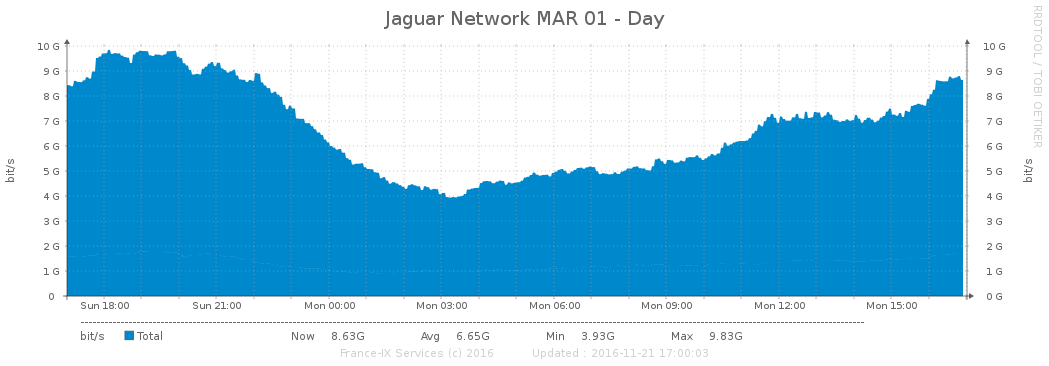 Jaguar Network MAR 01 - Day
RRDTOOL / TOBI OETIKER
10 G 10 G
9 G 9 G
8 G 8 G
7 G 7 G
6 G 6 G
5 G 5 G
4 G 4 G
3 G 3 G
2 G 2 G
1 G 1 G
0 0 G
bit/s
bit/s
Sun 18:00 Sun 21:00 Mon 00:00 Mon 03:00 Mon 06:00 Mon 09:00 Mon 12:00 Mon 15:00
bit/s Total Now 8.63G Avg 6.65G Min 3.93G Max 9.83G
France-IX Services (c) 2016 Updated : 2016-11-21 17:00:03